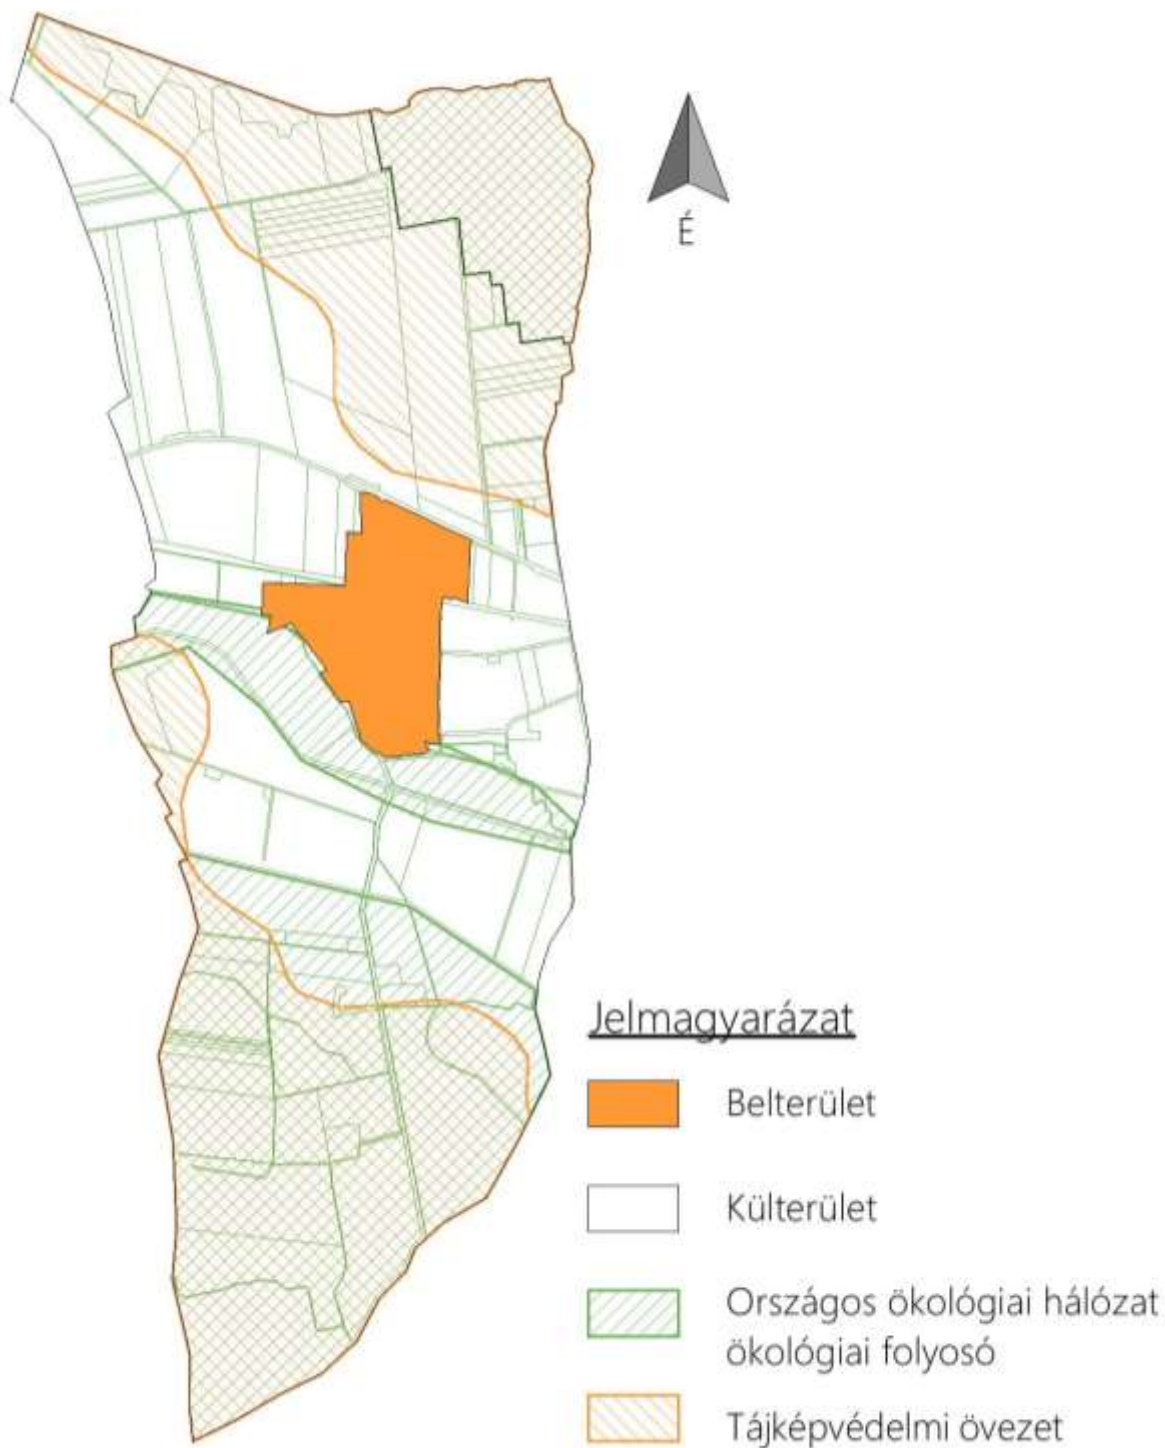 É
Jelmagyarázat
Belterület
Külterület
Országos ökológiai hálózat
ökológiai folyosó
Tájképvédelmi övezet